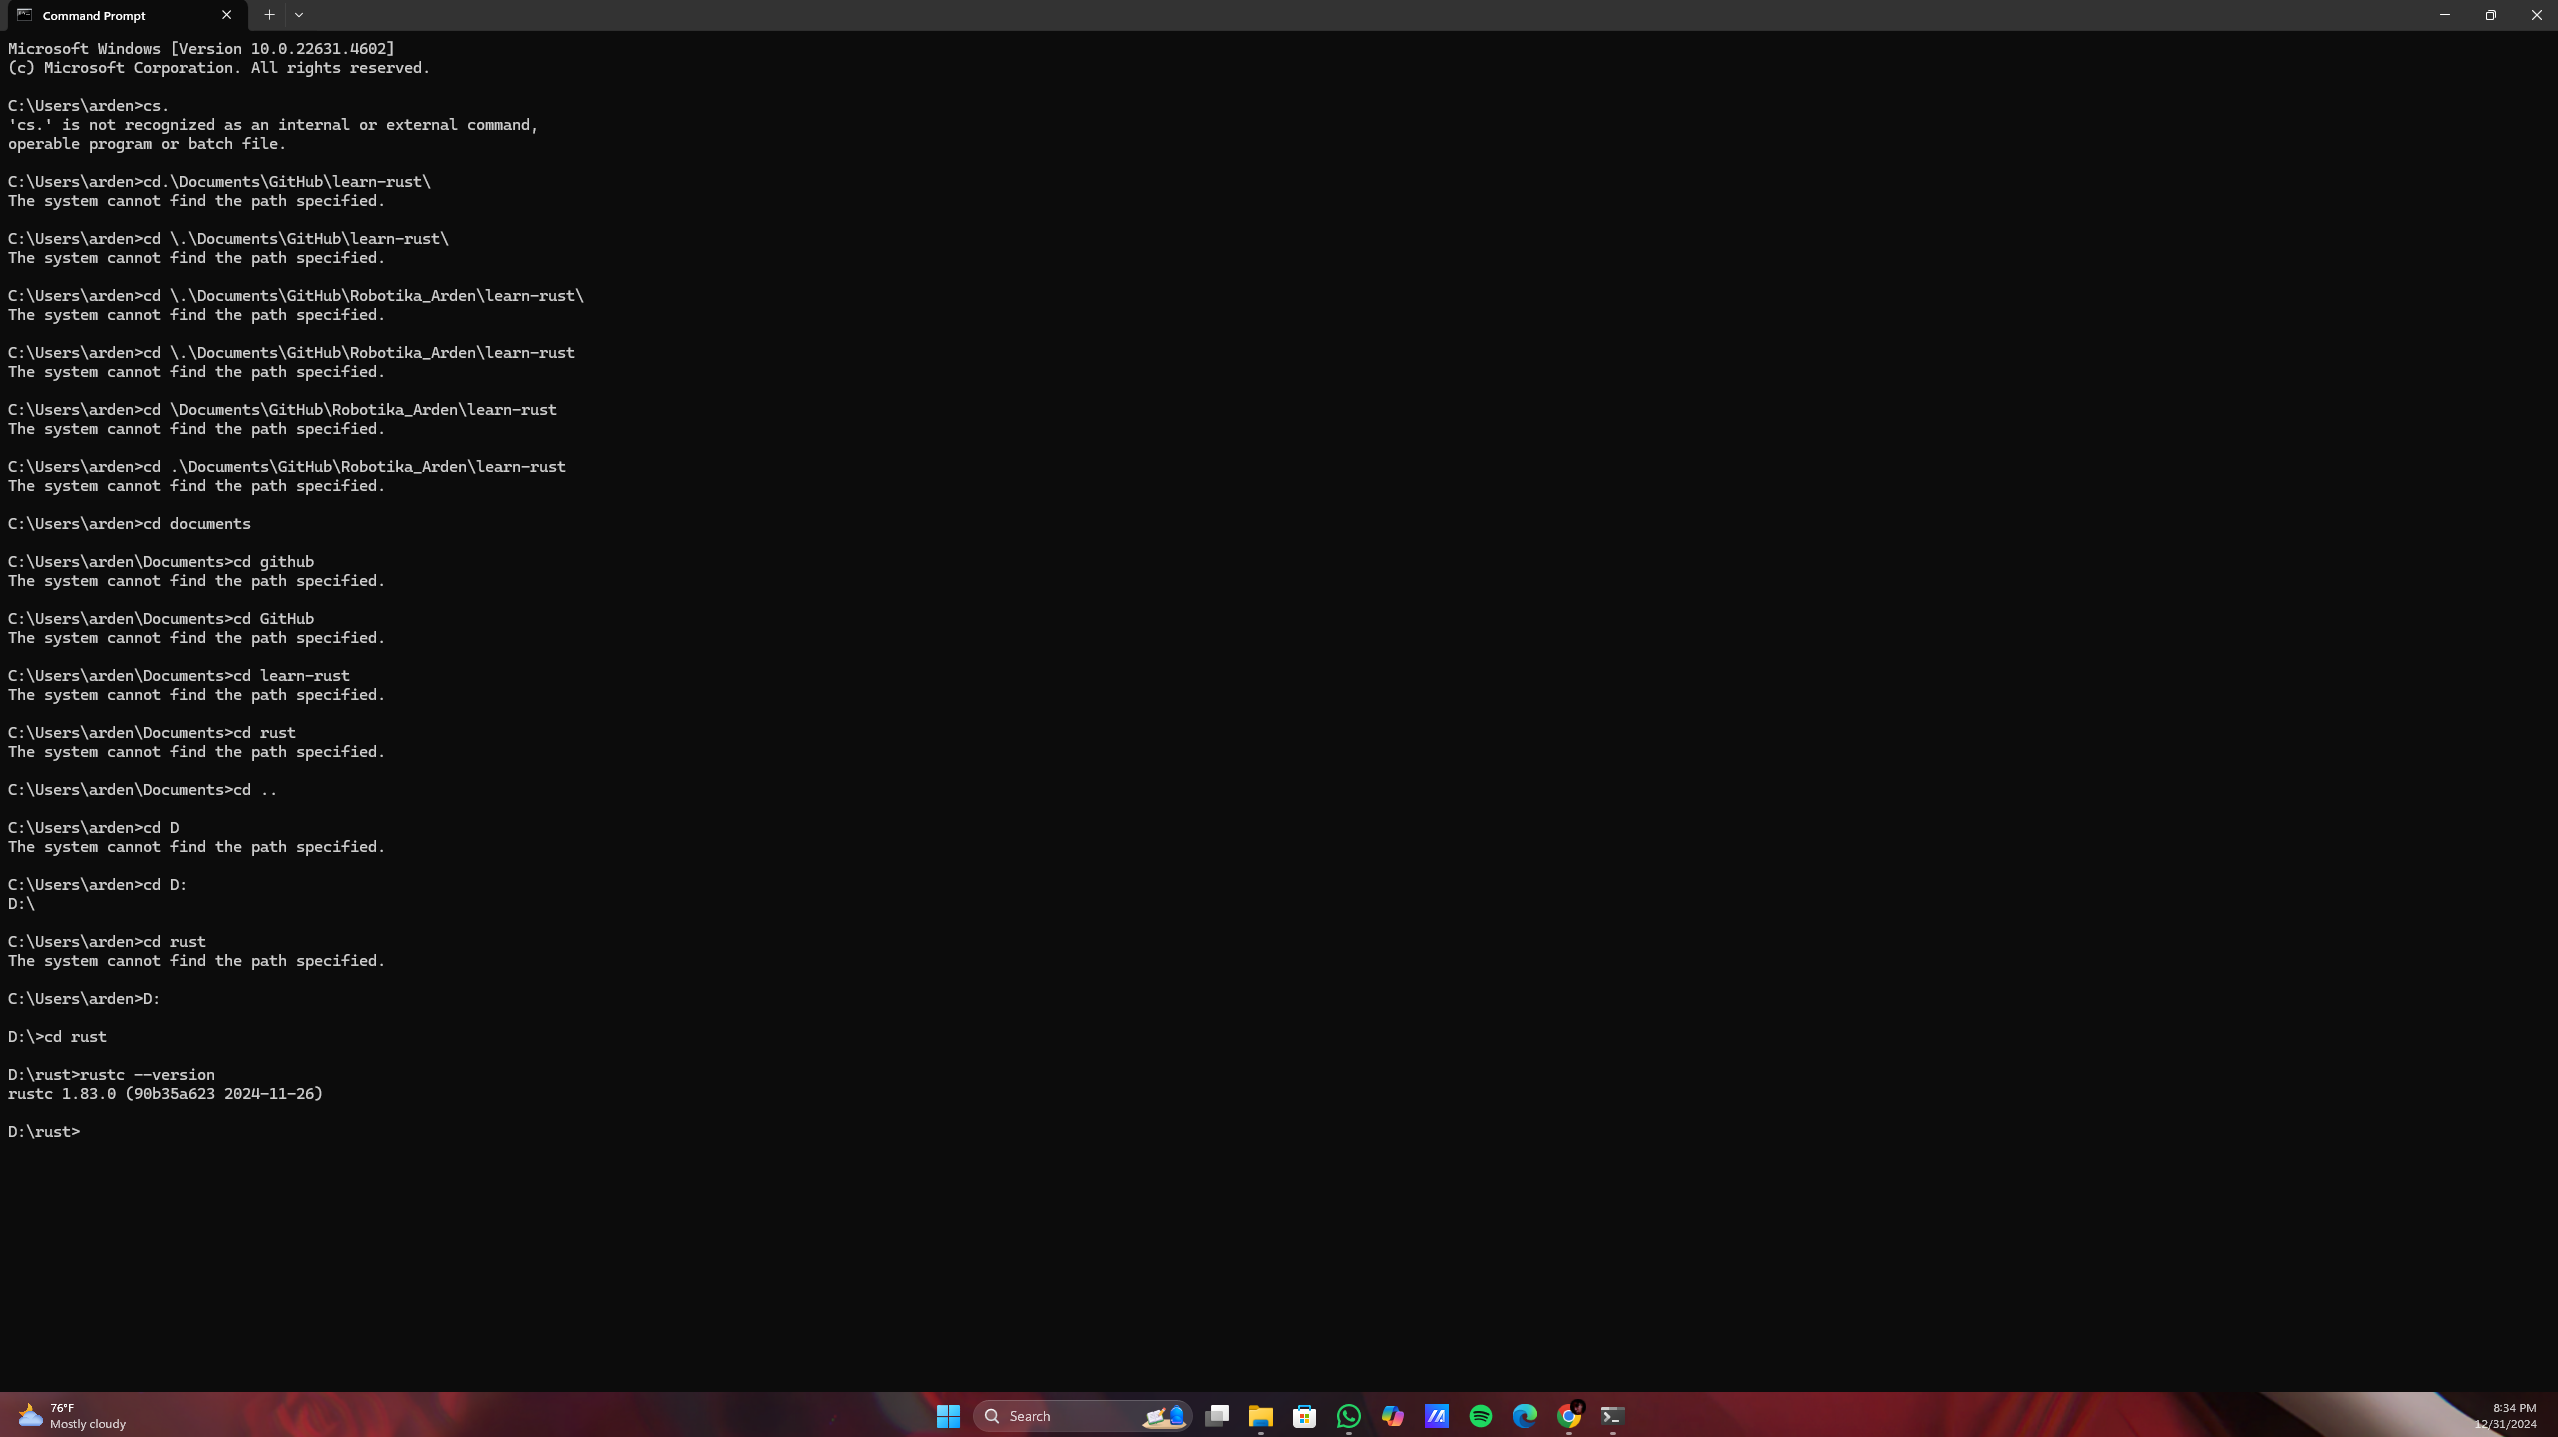 Command Prompt
Microsoft Windows [Version 10.0.22631.4602]
(c) Microsoft Corporation. All rights reserved.
C:\Users\arden>cs.
'cs.' is not recognized as an internal or external command,
operable program or batch file.
C:\Users\arden>cd.\Documents\GitHub\learn-rust\
The system cannot find the path specified.
C:\Users\arden>cd \.\Documents\GitHub\learn-rust\
The system cannot find the path specified.
C:\Users\arden>cd \.\Documents\GitHub\Robotika_Arden\learn-rust\
The system cannot find the path specified.
C:\Users\arden>cd \.\Documents\GitHub\Robotika_Arden\learn-rust
The system cannot find the path specified.
C:\Users\arden>cd \Documents\GitHub\Robotika_Arden\learn-rust
The system cannot find the path specified.
C:\Users\arden>cd .\Documents\GitHub\Robotika_Arden\learn-rust
The system cannot find the path specified.
C:\Users\arden>cd documents
C:\Users\arden\Documents>cd github
The system cannot find the path specified.
C:\Users\arden\Documents>cd GitHub
The system cannot find the path specified.
C:\Users\arden\Documents>cd learn-rust
The system cannot find the path specified.
C:\Users\arden\Documents>cd rust
The system cannot find the path specified.
C:\Users\arden\Documents>cd ..
C:\Users\arden>cd D
The system cannot find the path specified.
C:\Users\arden>cd D:
D:\
C:\Users\arden>cd rust
The system cannot find the path specified.
C:\Users\arden>D:
D:\>cd rust
D:\rust>rustc --version
rustc 1.83.0 (90b35a623 2024-11-26)
D:\rust>
76°F
Mostly cloudy
Search
8:34 PM
12/31/2024